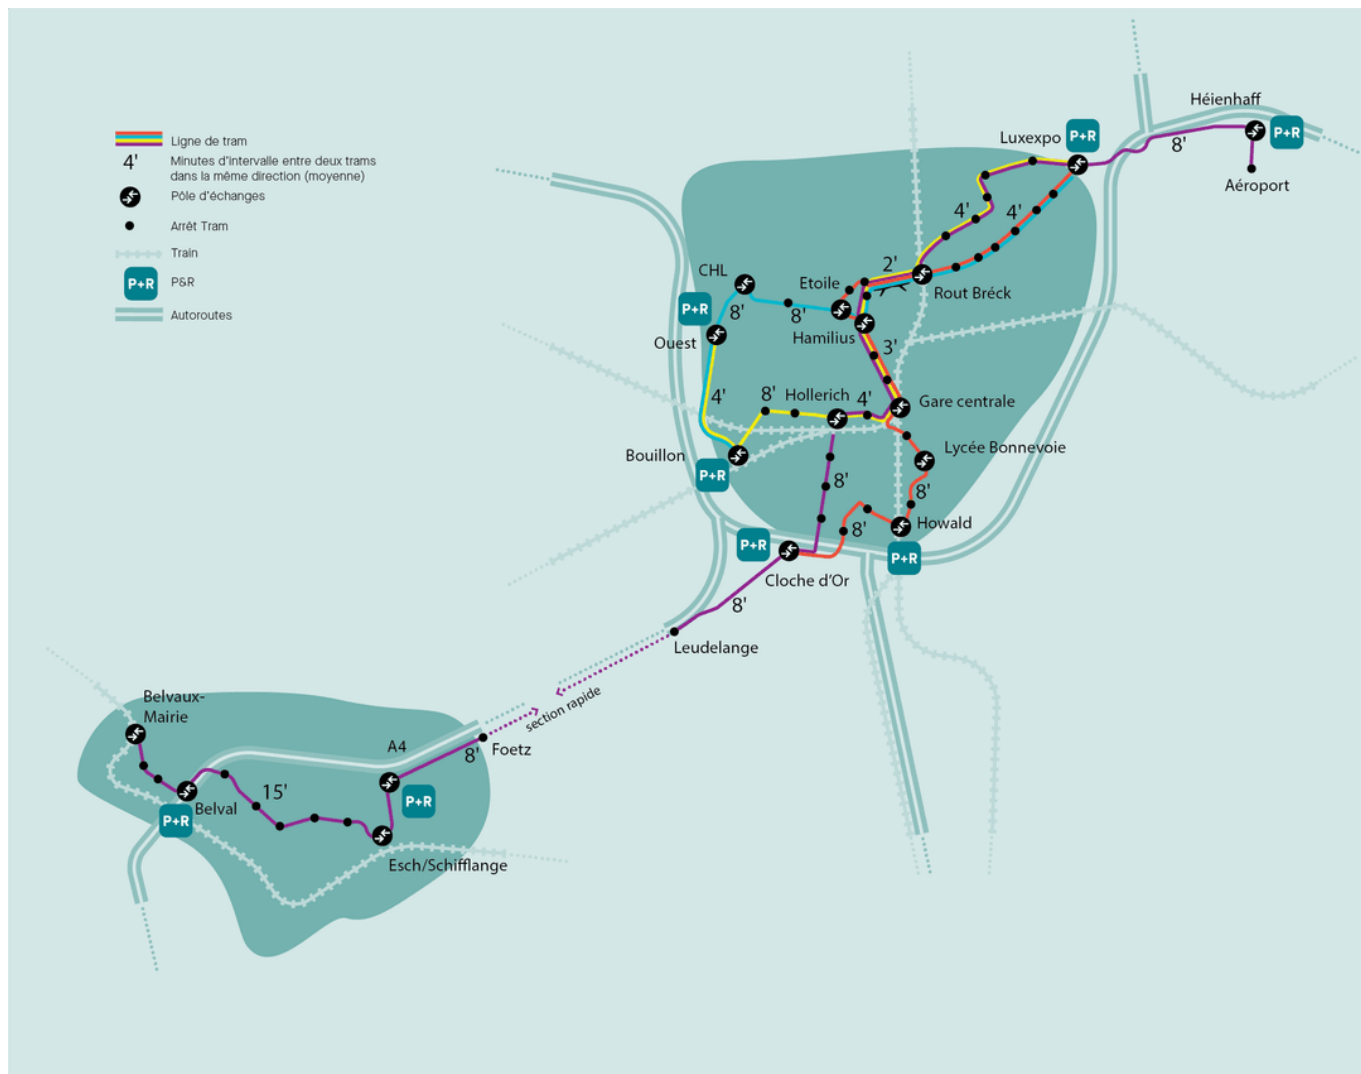 Ligne de tram
4'
Minutes d'intervalle entre deux trams
dans la même direction (moyenne)
Pôle d'échanges
Arrêt Tram
Train
P+R
P&R
Autoroutes
Héienhaff
P+R
Luxexpo
P+R
8'
Aéroport
4'
4'
2'
CHL
Etoile
Rout Bréck
P+R
8'
8'
Ouest
Hamilius
3'
4'
8'
Hollerich
4'
Gare centrale
Bouillon
P+R
Lycée Bonnevoie
8'
8'
Howald
8'
P+R
P+R
Cloche d'Or
8'
Leudelange
section rapide
Belvaux-
Mairie
A4
Foetz
8'
15'
P+R
Belval
P+R
Esch/Schifflange